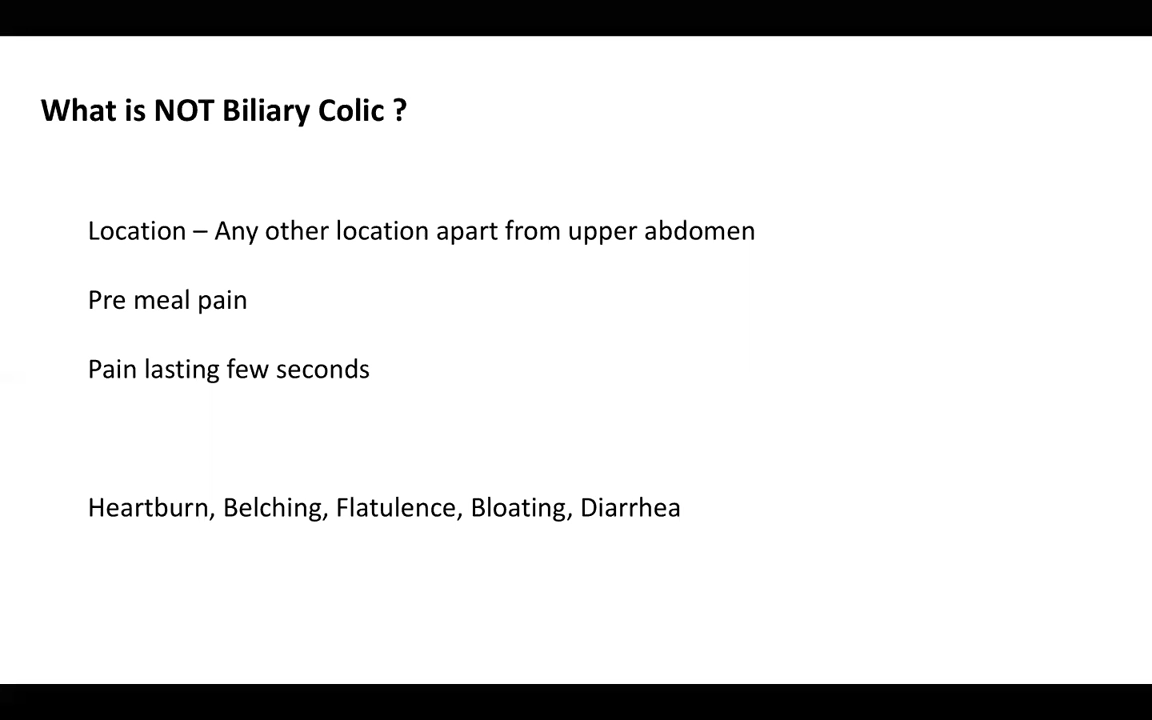 What is NOT Biliary Colic ?
Location – Any other location apart from upper abdomen
Pre meal pain
Pain lasting few seconds
Heartburn, Belching, Flatulence, Bloating, Diarrhea